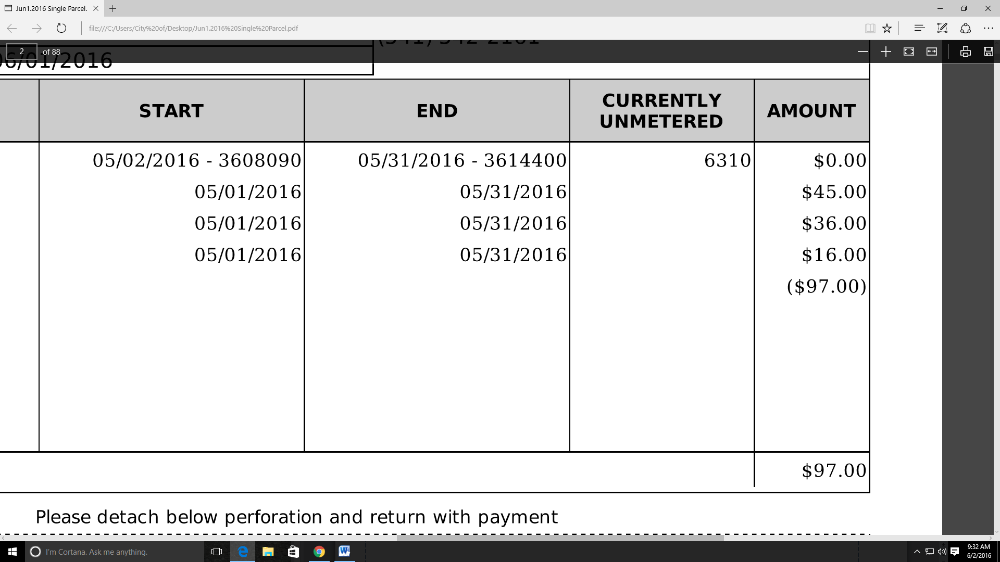 Jun1.2016 Single Parcel.
file:///C:/Users/City%20of/Desktop/Jun1.2016%20Single%20Parcel.pdf
2 of 88
06/01/2016
START END CURRENTLY UNMETERED AMOUNT
05/02/2016 - 3608090 05/31/2016 - 3614400 6310 $0.00
05/01/2016 05/31/2016 $45.00
05/01/2016 05/31/2016 $36.00
05/01/2016 05/31/2016 $16.00
($97.00)
$97.00
Please detach below perforation and return with payment
I'm Cortana. Ask me anything.
9:32 AM
6/2/2016